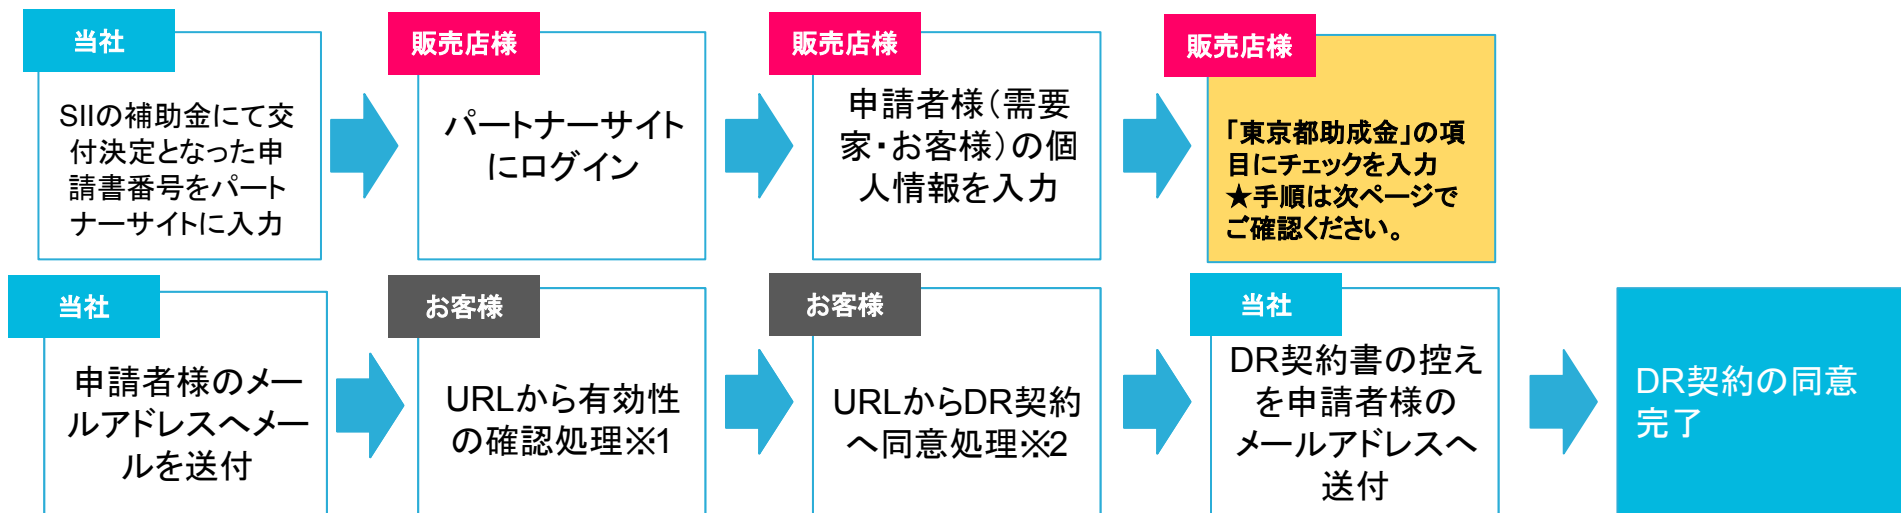 当社
SIIの補助金にて交
付決定となった申
請書番号をパート
ナーサイトに入力
販売店様
パートナーサイト
にログイン
販売店様
申請者様（需要
家・お客様）の個
人情報を入力
販売店様
「東京都助成金」の項
目にチェックを入力
★手順は次ページで
ご確認ください。
当社
申請者様のメー
ルアドレスへメー
ルを送付
お客様
URLから有効性
の確認処理※1
お客様
URLからDR契約
へ同意処理※2
当社
DR契約書の控え
を申請者様の
メールアドレスへ
送付
DR契約の同意
完了